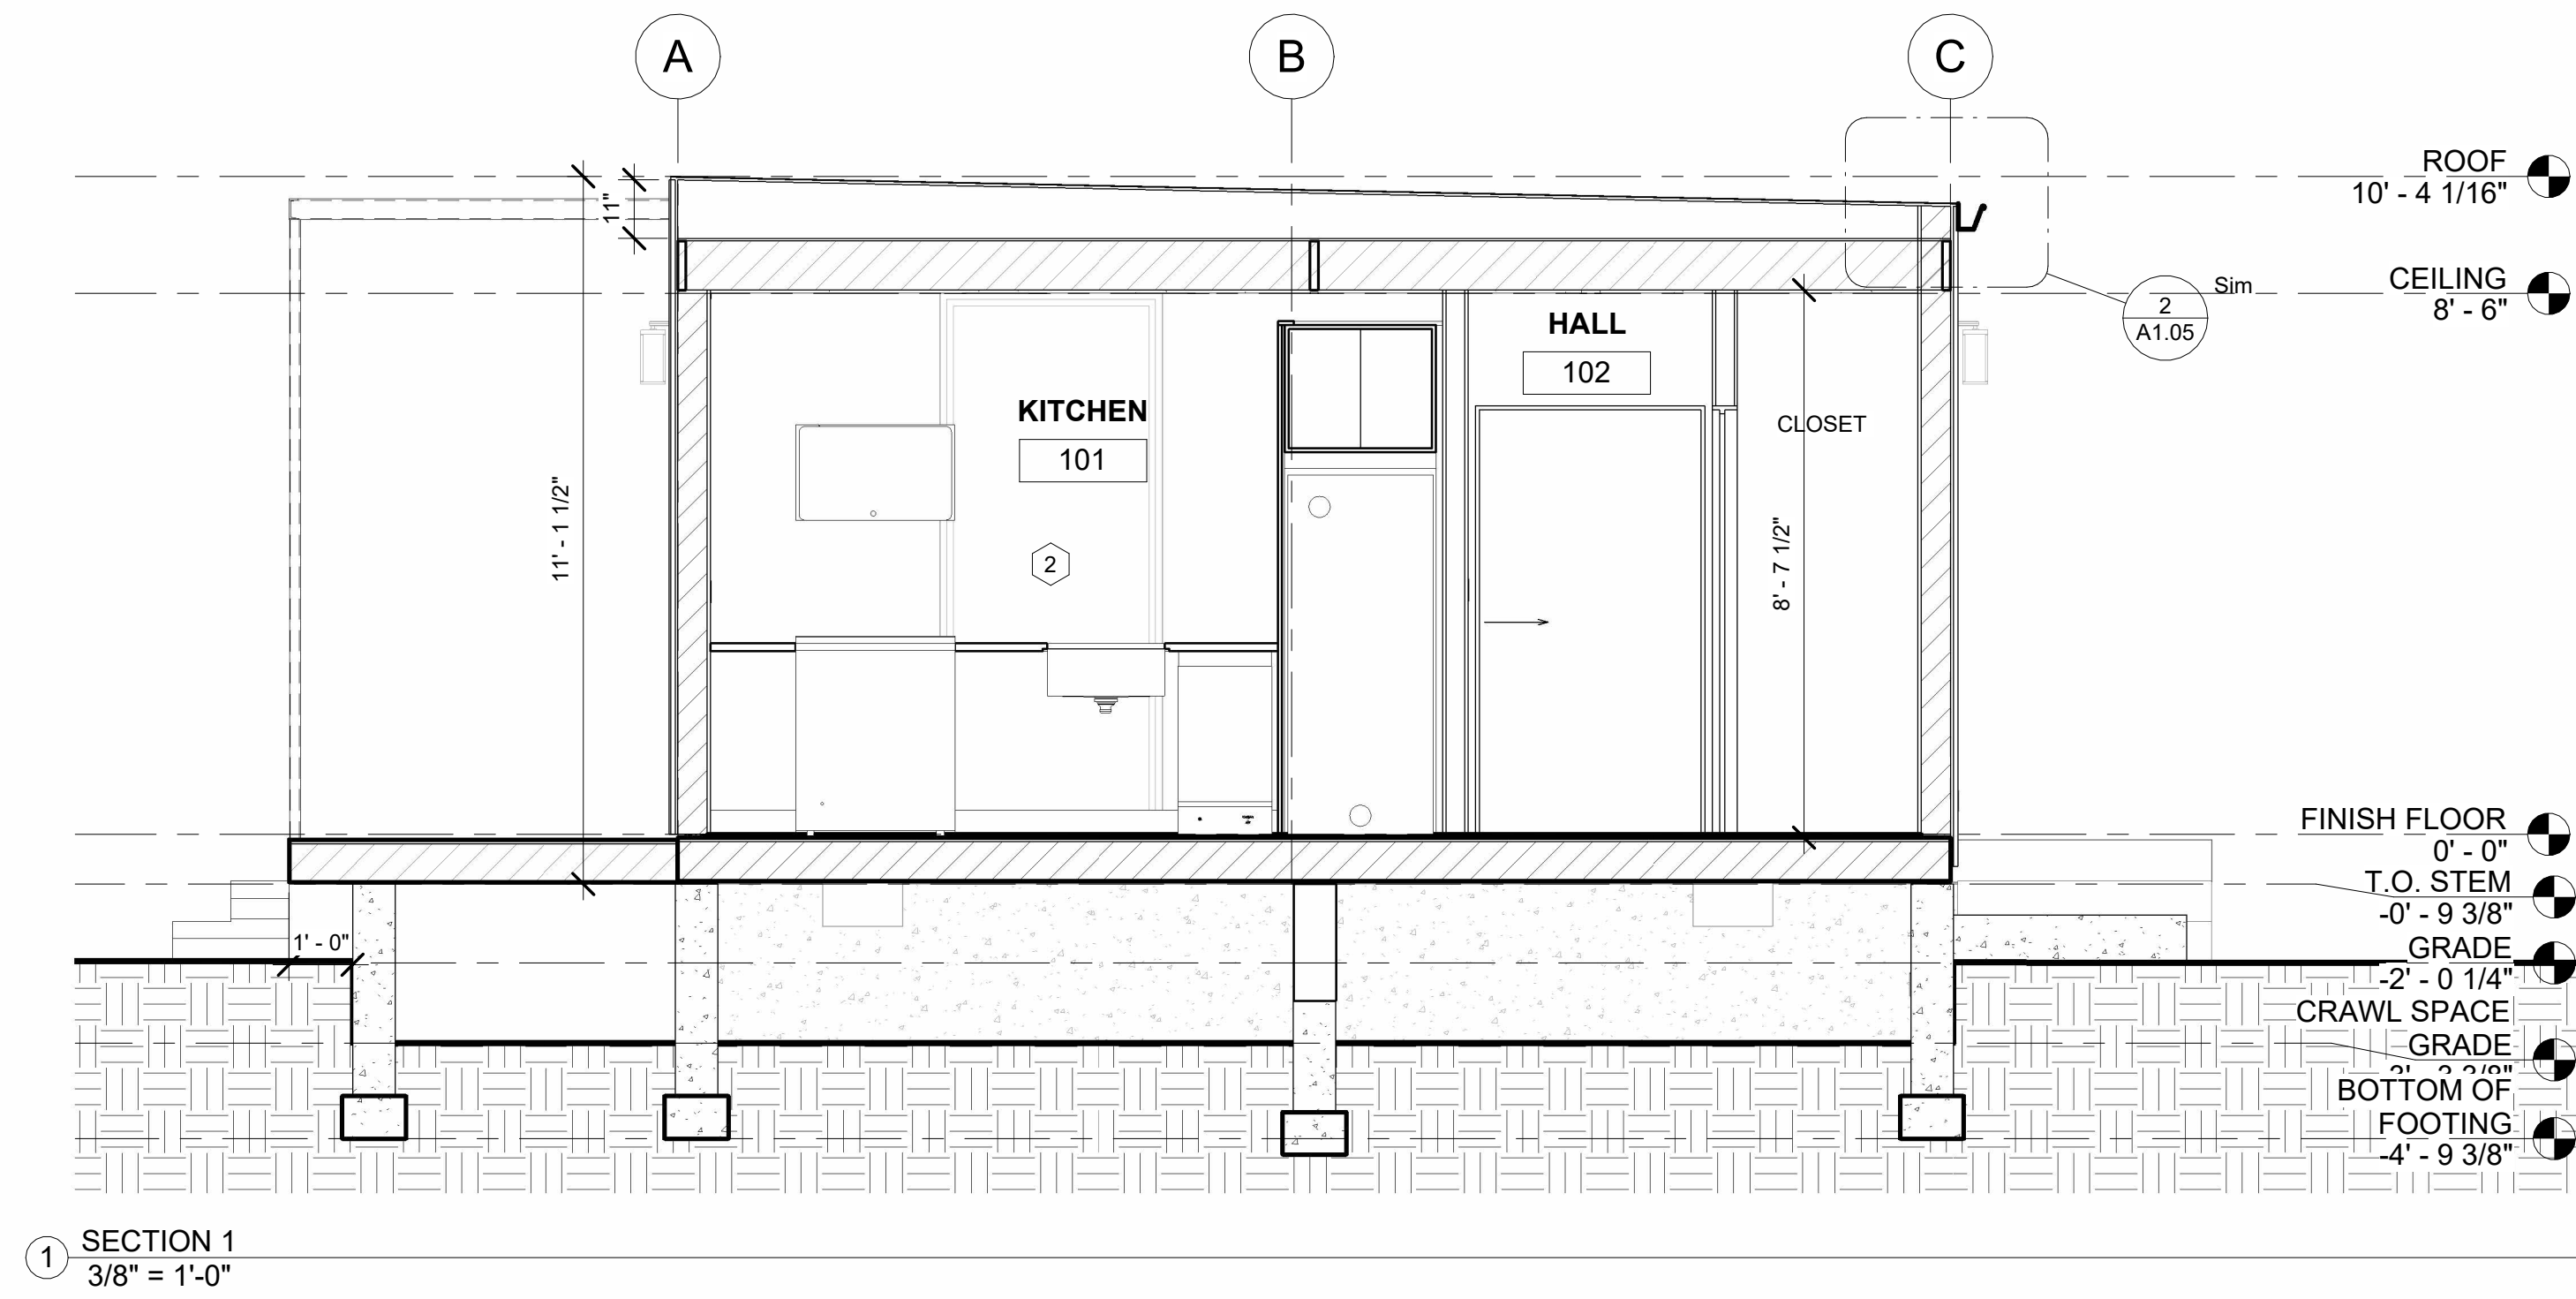 A
B
C
ROOF
10' - 4 1/16"
11"
CEILING
8' - 6"
Sim
2
A1.05
HALL
102
KITCHEN
101
CLOSET
11' - 1 1/2"
2
8' - 7 1/2"
FINISH FLOOR
0' - 0"
T.O. STEM
-0' - 9 3/8"
1' - 0"
GRADE
-2' - 0 1/4"
CRAWL SPACE
GRADE
BOTTOM OF
FOOTING
-4' - 9 3/8"
1
SECTION 1
3/8" = 1'-0"